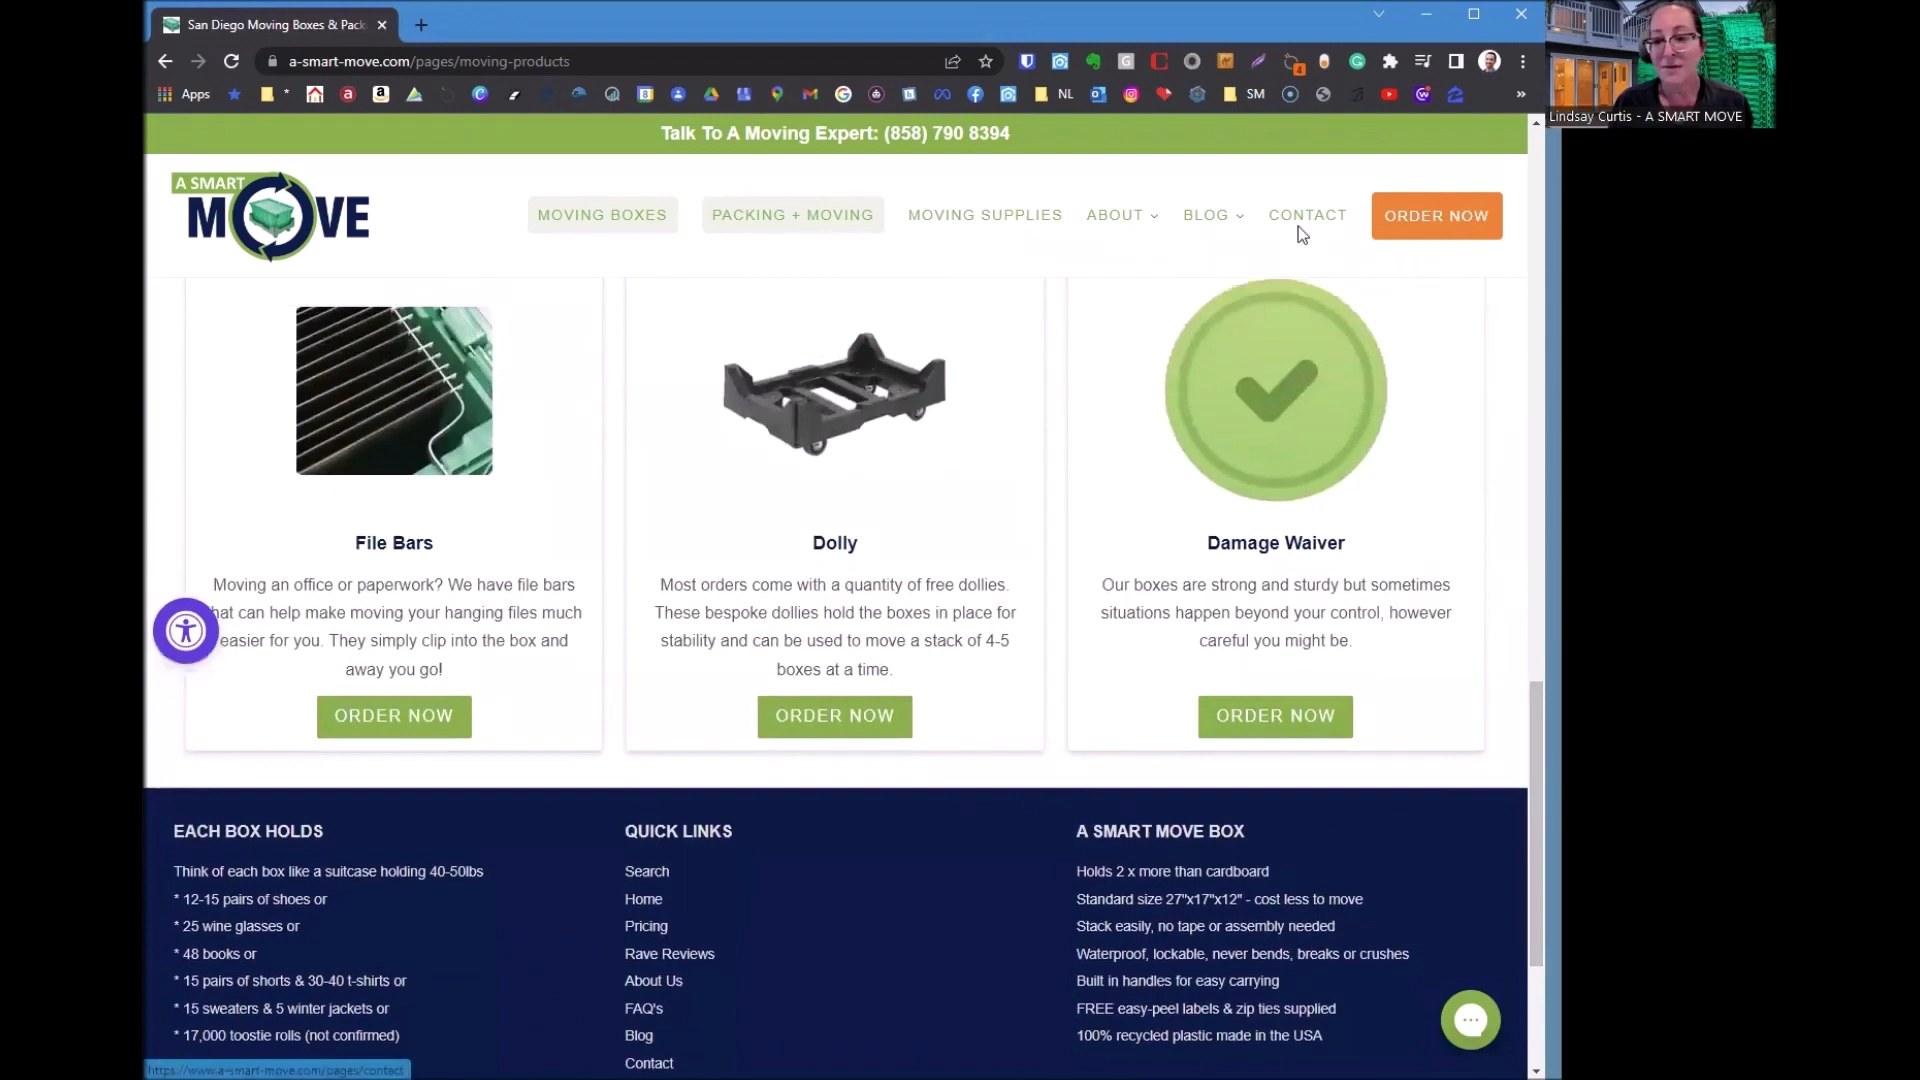 San Diego Moving Boxes & Pack
a-smart-move.com/pages/moving-products
Apps
*
NL
SM
4
Lindsay Curtis - A SMART MOVE
Talk To A Moving Expert: (858) 790 8394
A SMART
MOVE
MOVING BOXES
PACKING + MOVING
MOVING SUPPLIES
ABOUT
BLOG
CONTACT
ORDER NOW
File Bars
Moving an office or paperwork? We have file bars
hat can help make moving your hanging files much
easier for you. They simply clip into the box and
away you go!
ORDER NOW
Dolly
Most orders come with a quantity of free dollies.
These bespoke dollies hold the boxes in place for
stability and can be used to move a stack of 4-5
boxes at a time.
ORDER NOW
Damage Waiver
Our boxes are strong and sturdy but sometimes
situations happen beyond your control, however
careful you might be.
ORDER NOW
EACH BOX HOLDS
Think of each box like a suitcase holding 40-50lbs
* 12-15 pairs of shoes or
* 25 wine glasses or
* 48 books or
* 15 pairs of shorts & 30-40 t-shirts or
* 15 sweaters & 5 winter jackets or
* 17,000 toostie rolls (not confirmed)
QUICK LINKS
Search
Home
Pricing
Rave Reviews
About Us
FAQ's
Blog
Contact
A SMART MOVE BOX
Holds 2 x more than cardboard
Standard size 27"x17"x12" - cost less to move
Stack easily, no tape or assembly needed
Waterproof, lockable, never bends, breaks or crushes
Built in handles for easy carrying
FREE easy-peel labels & zip ties supplied
100% recycled plastic made in the USA
https://www.a-smart-move.com/pages/contact